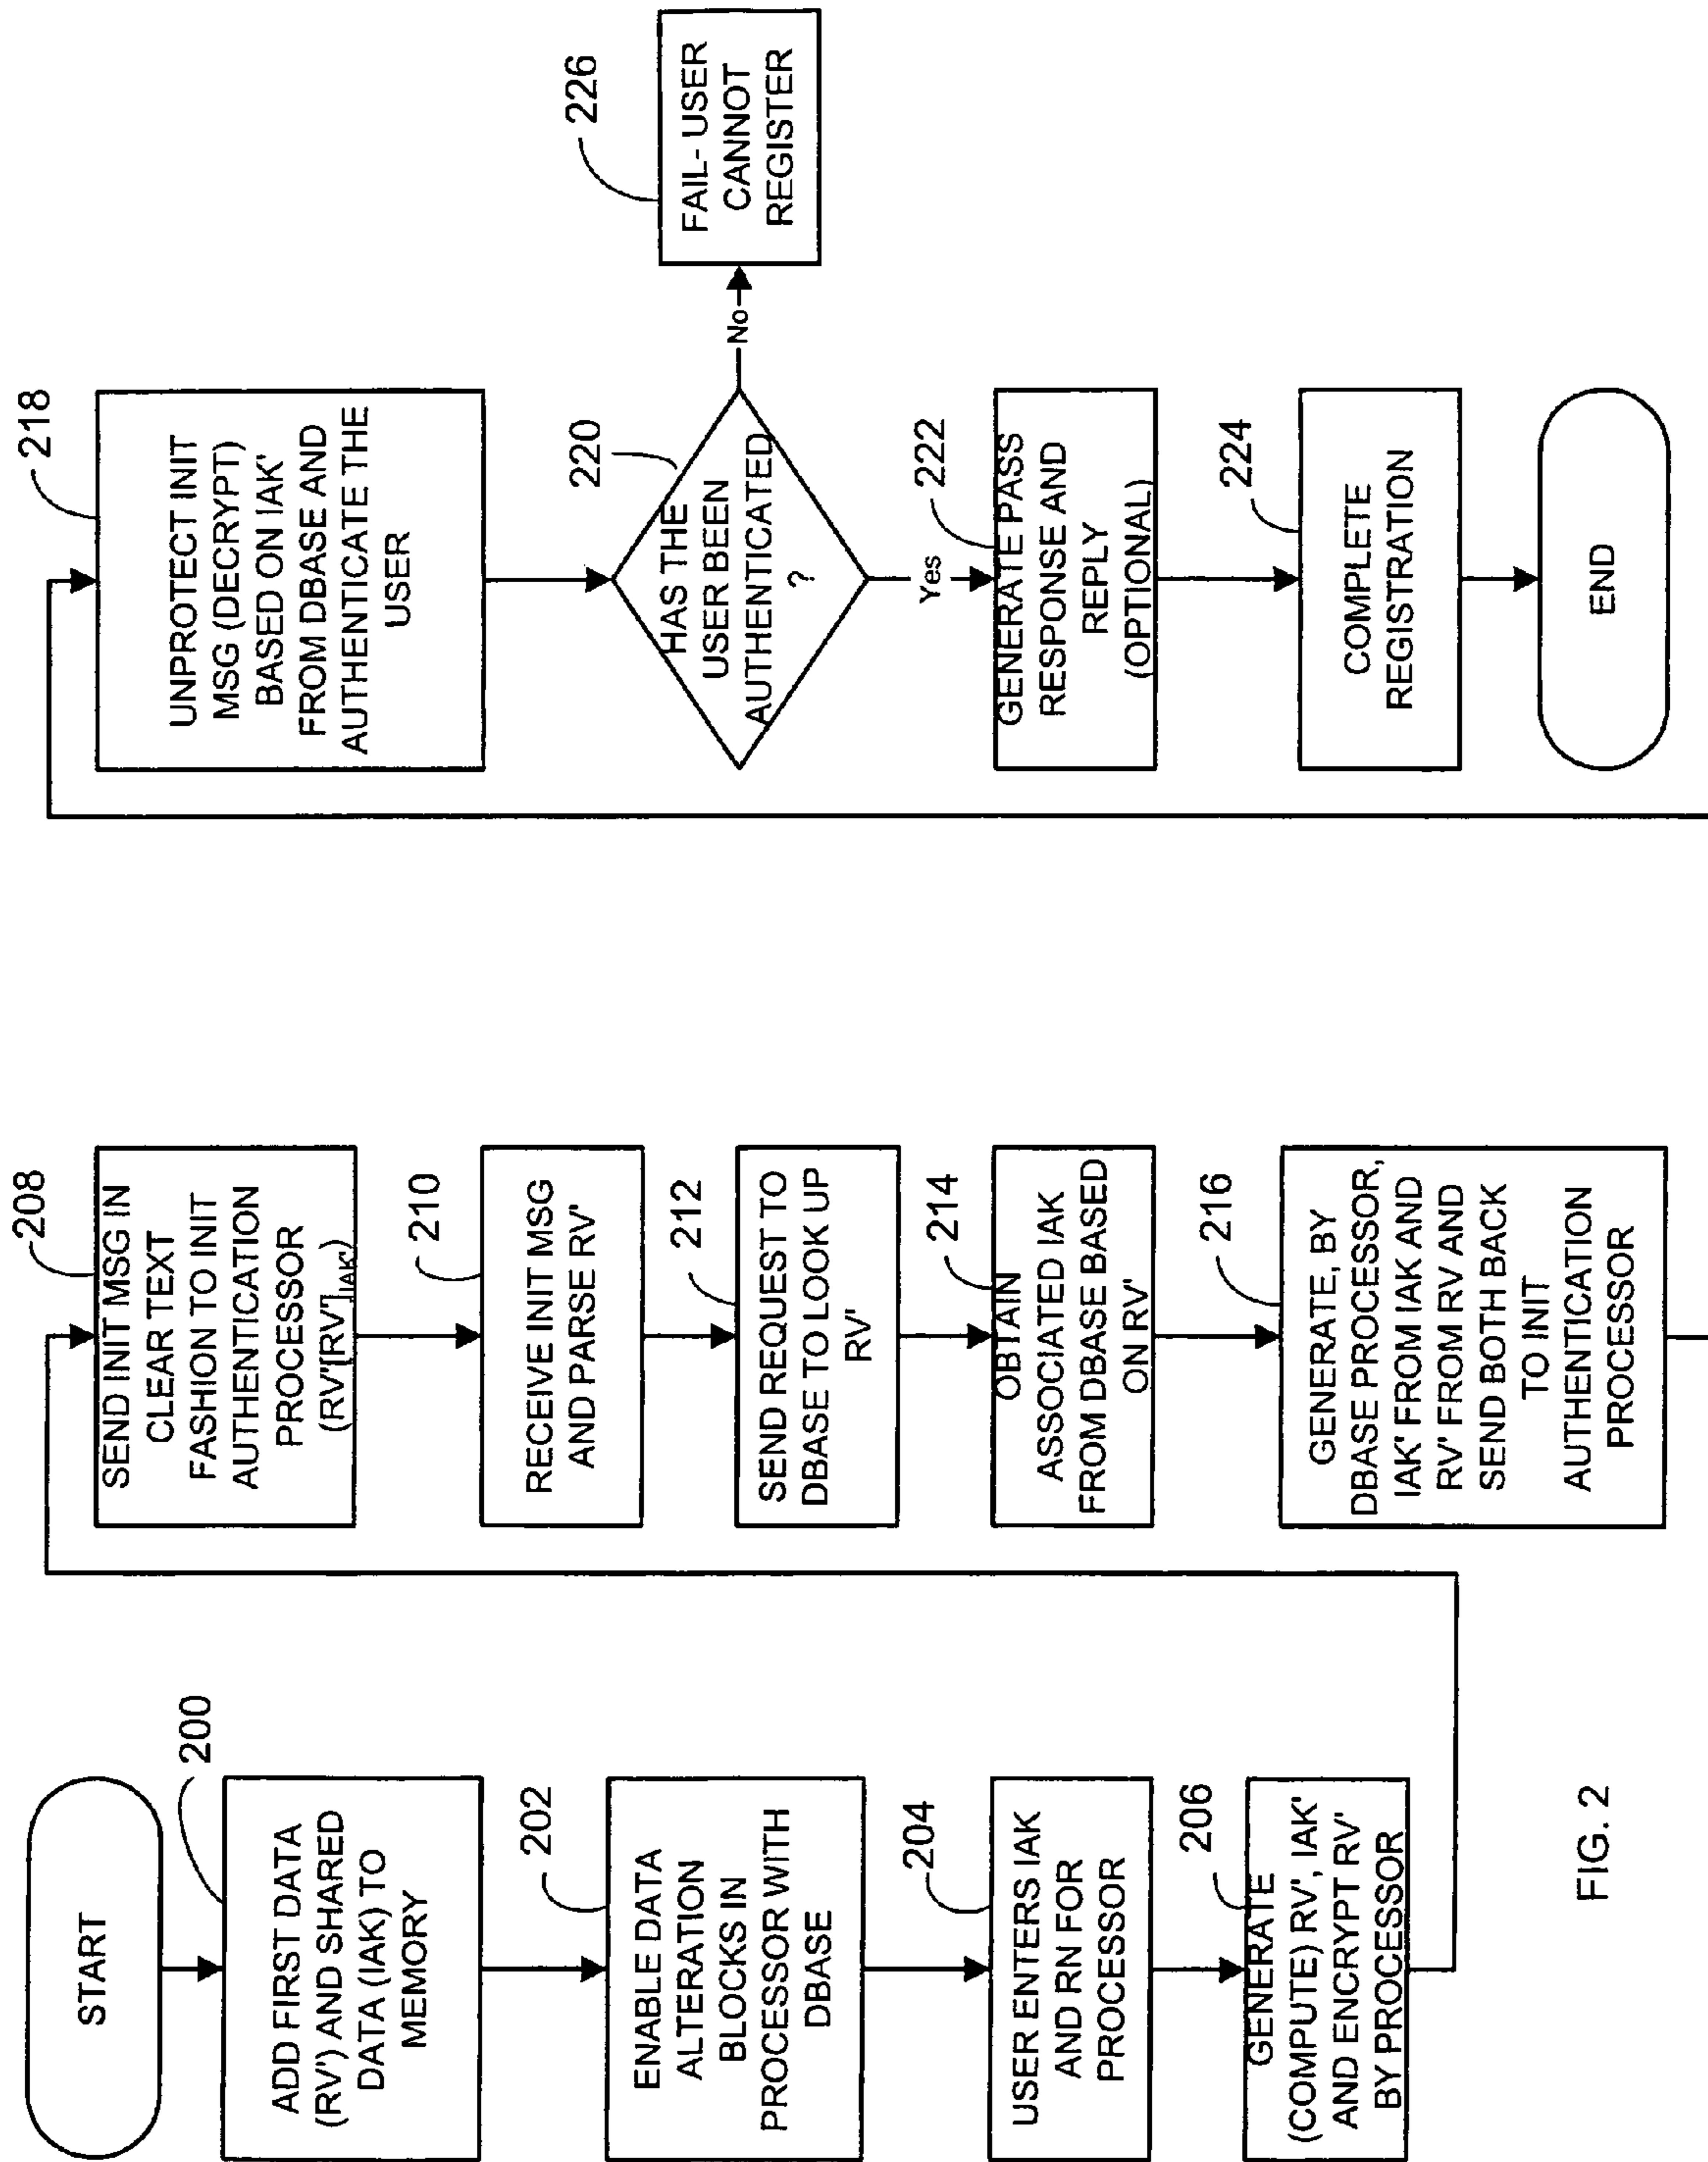 START
200
ADD FIRST DATA
(RV') AND SHARED
DATA (IAK) TO
MEMORY
202
ENABLE DATA
ALTERATION
BLOCKS IN
PROCESSOR WITH
DBASE
204
USER ENTERS IAK
AND RN FOR
PROCESSOR
206
GENERATE
(COMPUTE) RV', IAK'
AND ENCRYPT RV'
BY PROCESSOR
208
SEND INIT MSG IN
CLEAR TEXT
FASHION TO INIT
AUTHENTICATION
PROCESSOR
(RV'[RV']IAK')
210
RECEIVE INIT MSG
AND PARSE RV'
212
SEND REQUEST TO
DBASE TO LOOK UP
RV'
214
OBTAIN
ASSOCIATED IAK
FROM DBASE BASED
ON RV'
216
GENERATE, BY
DBASE PROCESSOR,
IAK' FROM IAK AND
RV' FROM RV AND
SEND BOTH BACK
TO INIT
AUTHENTICATION
PROCESSOR
218
UNPROTECT INIT
MSG (DECRYPT)
BASED ON IAK'
FROM DBASE AND
AUTHENTICATE THE
USER
220
HAS THE
USER BEEN
AUTHENTICATED
?
No
226
FAIL- USER
CANNOT
REGISTER
Yes
222
GENERATE PASS
RESPONSE AND
REPLY
(OPTIONAL)
224
COMPLETE
REGISTRATION
END
FIG. 2